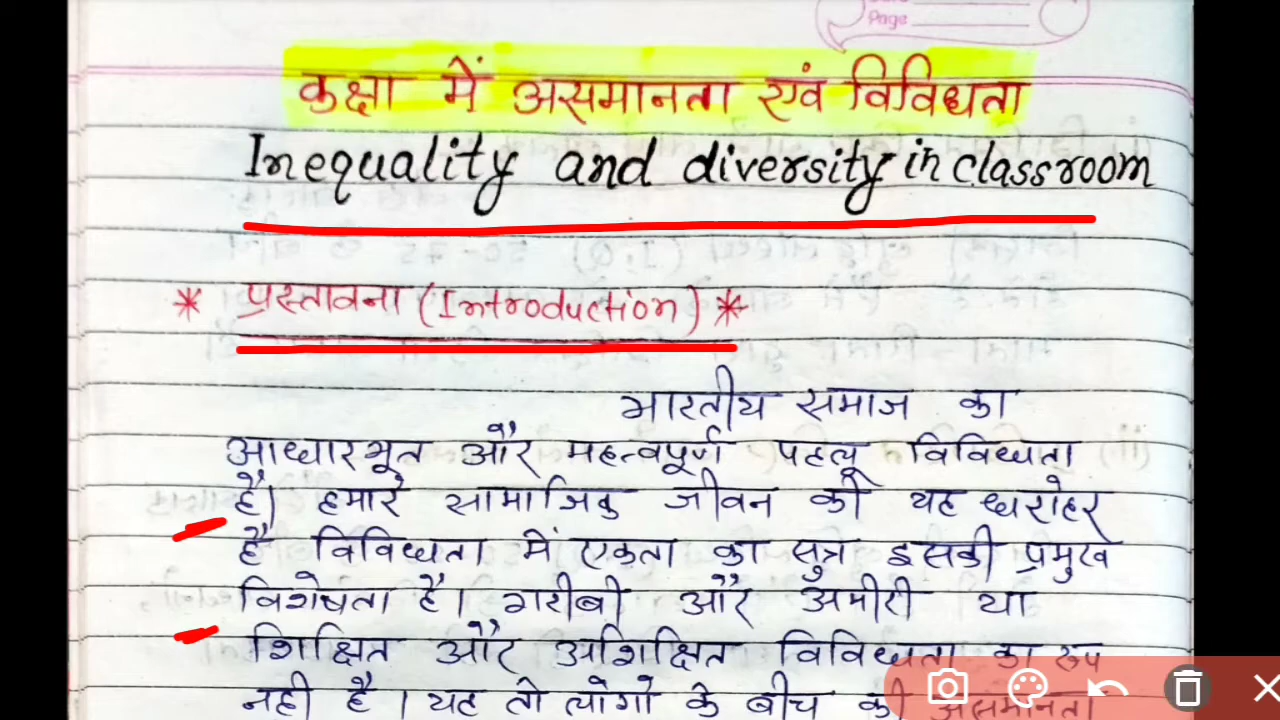 Page
कक्षा में असमानता एवं विविधता
Inequality and diversity in classroom
* प्रस्तावना (Introduction) *
भारतीय समाज का
आधारभूत और महत्वपूर्ण पहलू विविधता
है। हमारे सामाजिक जीवन की यह धरोहर
है विविधता में एकता का सुत्र इसकी प्रमुख
विशेषता है। गरीबी और अमीरी या
शिक्षित और अशिक्षित विविधता का रूप
नही है। यह तो लोगो के बीच की असमानता